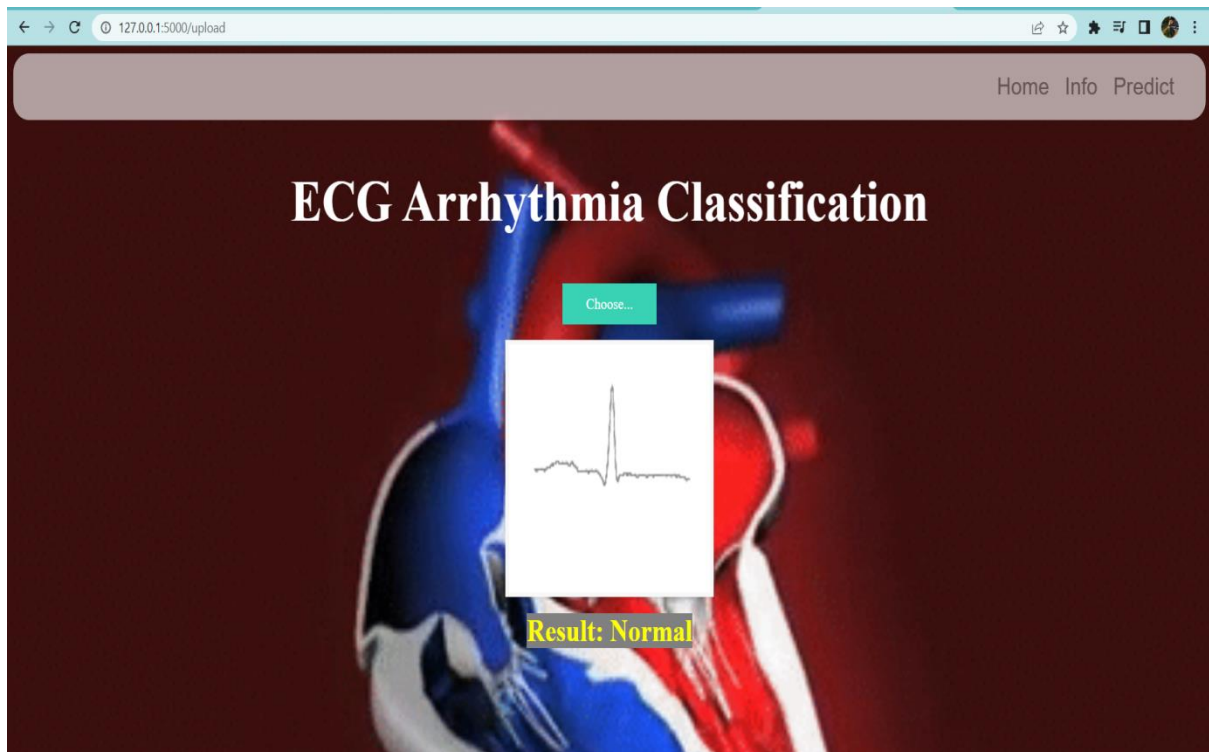 127.0.0.1:5000/upload
Home Info Predict
ECG Arrhythmia Classification
Choose...
Result: Normal